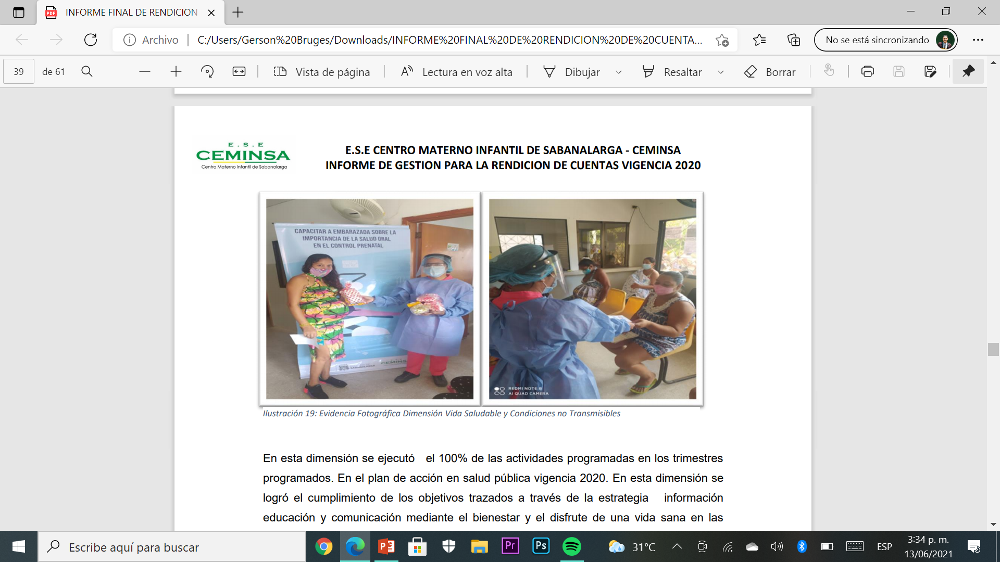 INFORME FINAL DE RENDICION
Archivo
C:/Users/Gerson%20Bruges/Downloads/INFORME%20FINAL%20DE%20RENDICION%20DE%20CUENTA...
No se está sincronizando
39 de 61
Vista de página
Lectura en voz alta
Dibujar
Resaltar
Borrar
E.S.E
CEMINSA
Centro Materno Infantil de Sabanalarga
E.S.E CENTRO MATERNO INFANTIL DE SABANALARGA - CEMINSA
INFORME DE GESTION PARA LA RENDICION DE CUENTAS VIGENCIA 2020
CAPACITAR A EMBARAZADA SOBRE LA
IMPORTANCIA DE LA SALUD ORAL
EN EL CONTROL PRENATAL
SABANALARGA
CEMINSA
REDMI NOTE 8
AI QUAD CAMERA
Ilustración 19: Evidencia Fotográfica Dimensión Vida Saludable y Condiciones no Transmisibles
En esta dimensión se ejecutó el 100% de las actividades programadas en los trimestres
programados. En el plan de acción en salud pública vigencia 2020. En esta dimensión se
logró el cumplimiento de los objetivos trazados a través de la estrategia información
educación y comunicación mediante el bienestar y el disfrute de una vida sana en las
Escribe aquí para buscar
Pr
Ps
31°C
ESP
3:34 p. m.
13/06/2021